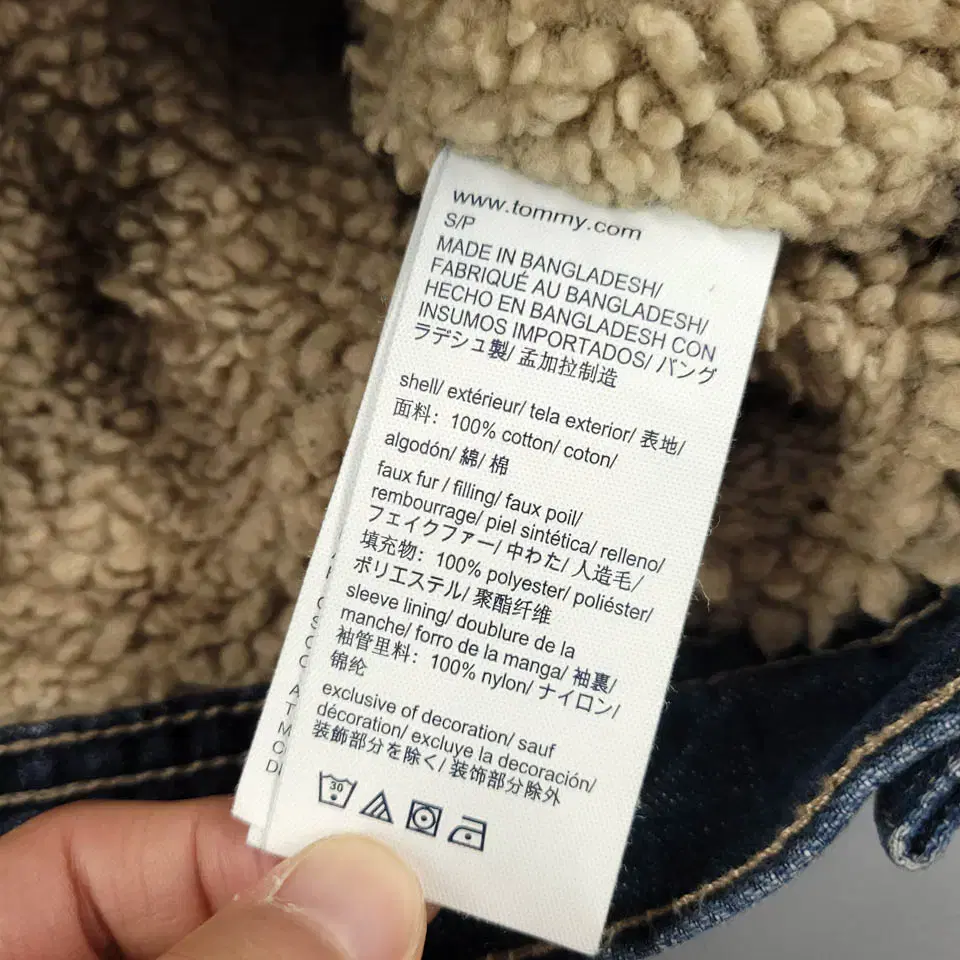 www.tommy.com
S/P
MADE IN BANGLADESH/
FABRIQUÉ AU BANGLADESH/
HECHO EN BANGLADESH CON
INSUMOS IMPORTADOS/ バング
ラデシュ製/ 孟加拉制造
shell/ extérieur/ tela exterior/ 表地/
面料: 100% cotton/ coton/
algodón/ 綿/ 棉
faux fur / filling/ faux poil/
rembourrage/ piel sintética/ relleno/
フェイクファー/ 中わた/ 人造毛/
填充物: 100% polyester/ poliéster/
ポリエステル/ 聚酯纤维
sleeve lining/ doublure de la
manche/ forro de la manga/ 袖裏/
袖管里料: 100% nylon/ ナイロン/
锦纶
exclusive of decoration/ sauf
décoration/ excluye la decoración/
装飾部分を除く/ 装饰部分除外
30